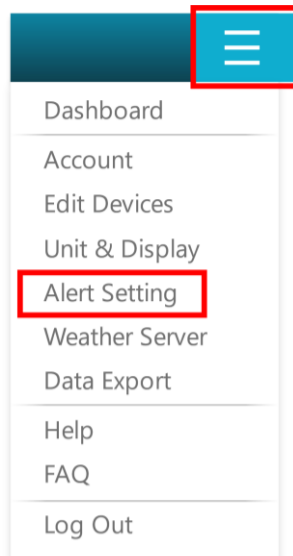 Dashboard
Account
Edit Devices
Unit & Display
Alert Setting
Weather Server
Data Export
Help
FAQ
Log Out